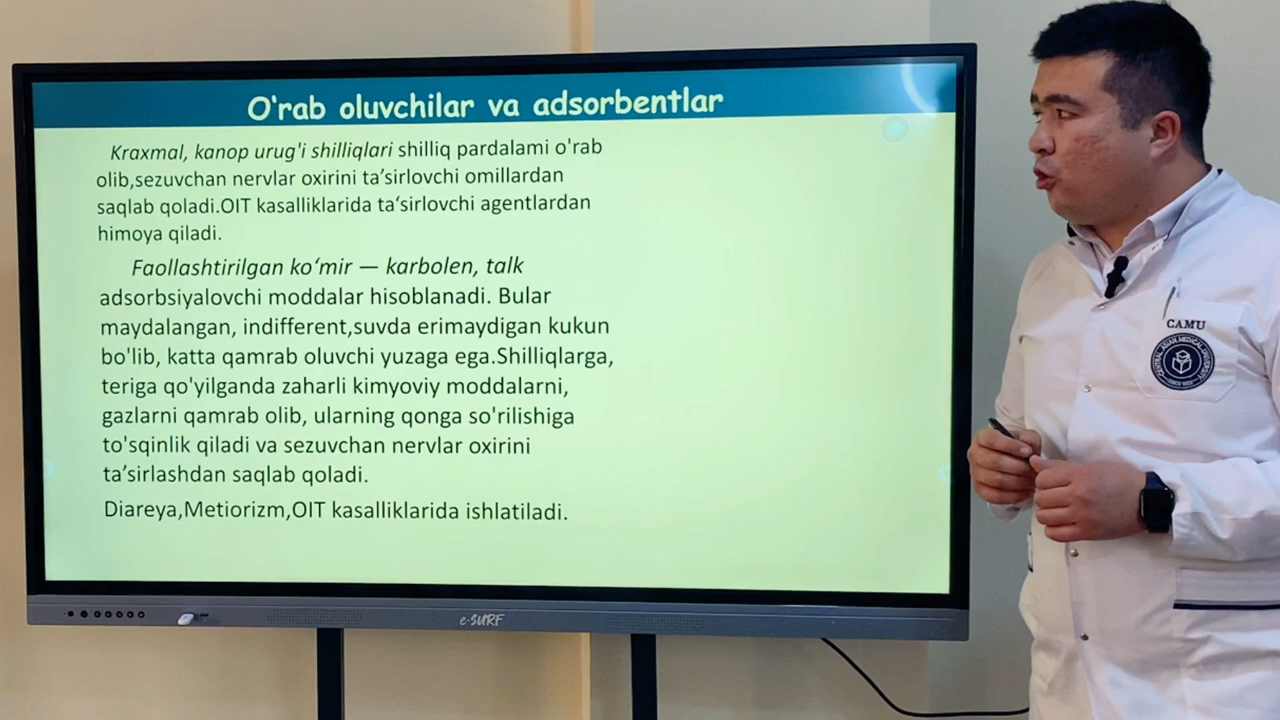 O'rab oluvchilar va adsorbentlar
Kraxmal, kanop urug'i shilliqlari shilliq pardalami o'rab
olib,sezuvchan nervlar oxirini ta’sirlovchi omillardan
saqlab qoladi.OIT kasalliklarida ta‘sirlovchi agentlardan
himoya qiladi.
Faollashtirilgan ko‘mir — karbolen, talk
adsorbsiyalovchi moddalar hisoblanadi. Bular
maydalangan, indifferent,suvda erimaydigan kukun
bo'lib, katta qamrab oluvchi yuzaga ega.Shilliqlarga,
teriga qo'yilganda zaharli kimyoviy moddalarni,
gazlarni qamrab olib, ularning qonga so'rilishiga
to'sqinlik qiladi va sezuvchan nervlar oxirini
ta’sirlashdan saqlab qoladi.
Diareya,Metiorizm,OIT kasalliklarida ishlatiladi.
e-SURF
CAMU
CENTRAL ASIAN MEDICAL UNIVERSITY